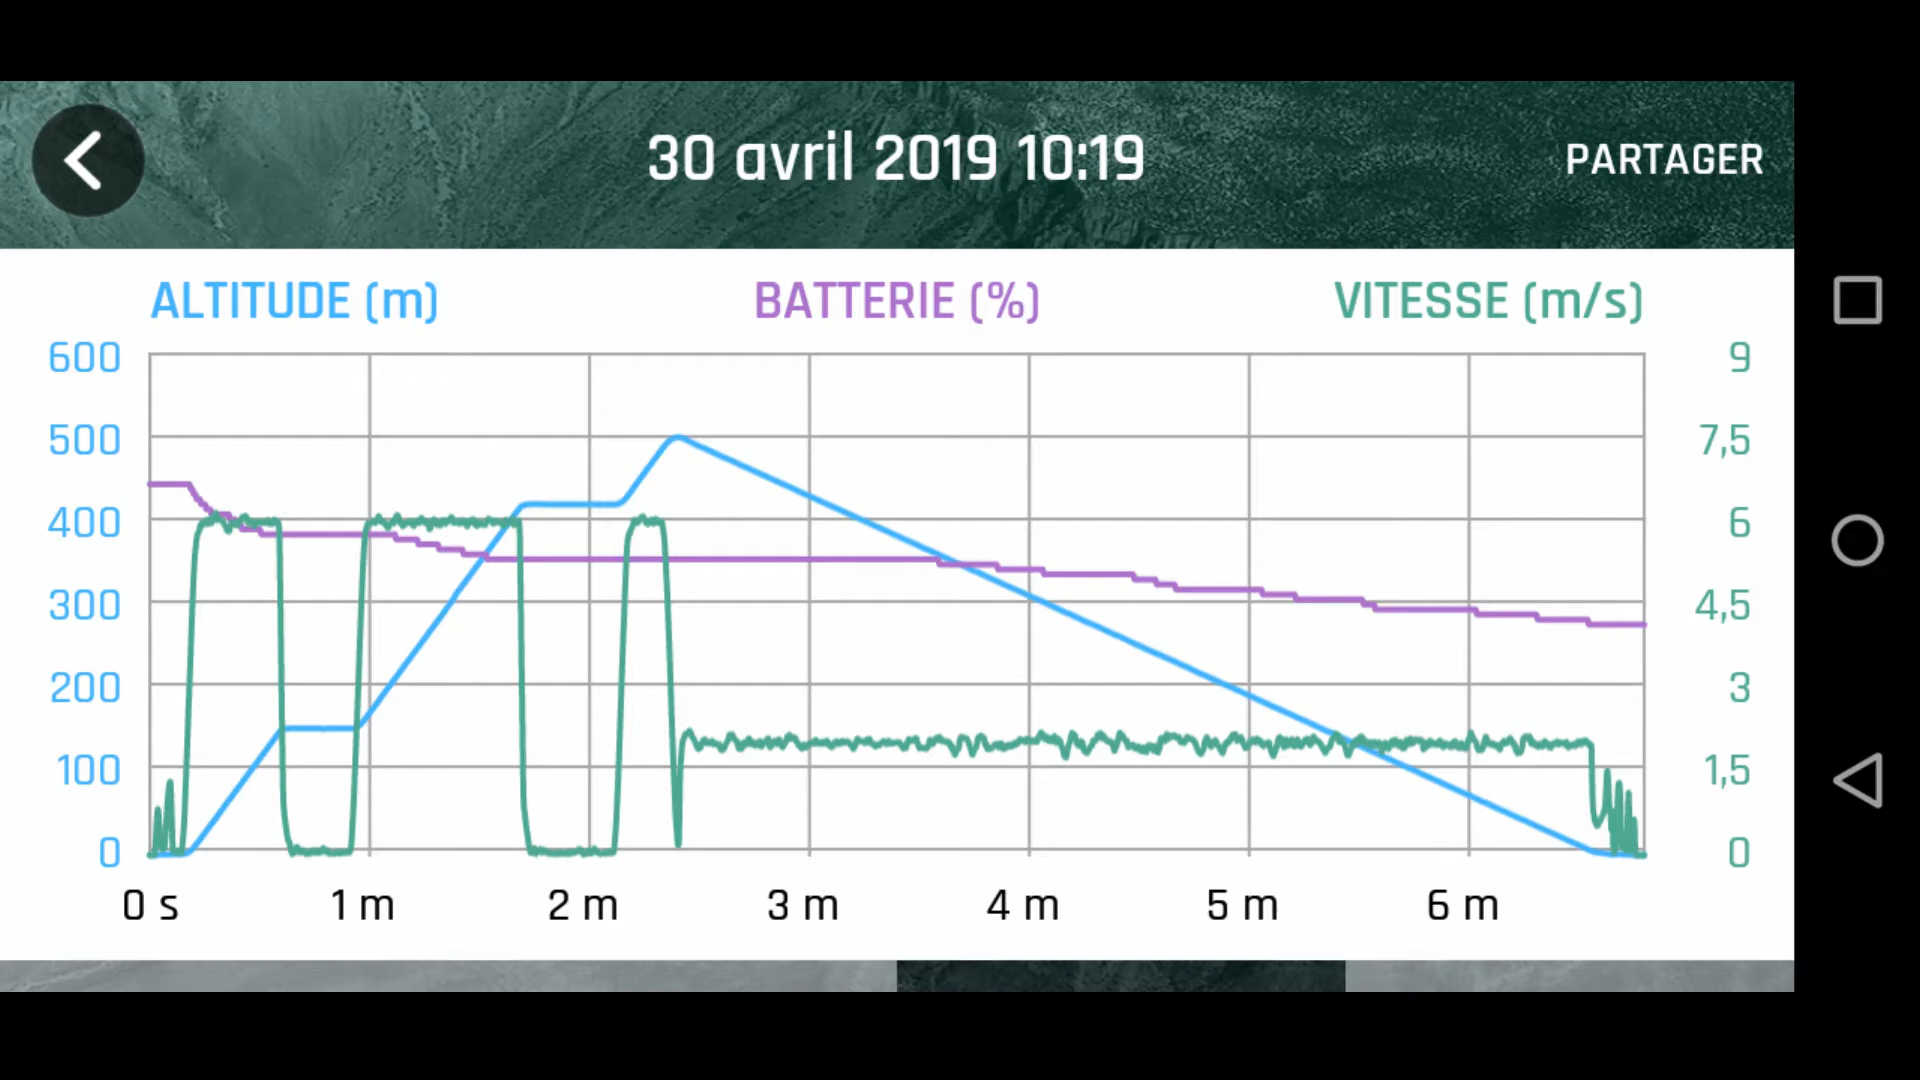 30 avril 2019 10:19
PARTAGER
ALTITUDE (m) BATTERIE (%) VITESSE (m/s)
600 9
500 7,5
400 6
300 4,5
200 3
100 1,5
0 0
0 s 1 m 2 m 3 m 4 m 5 m 6 m